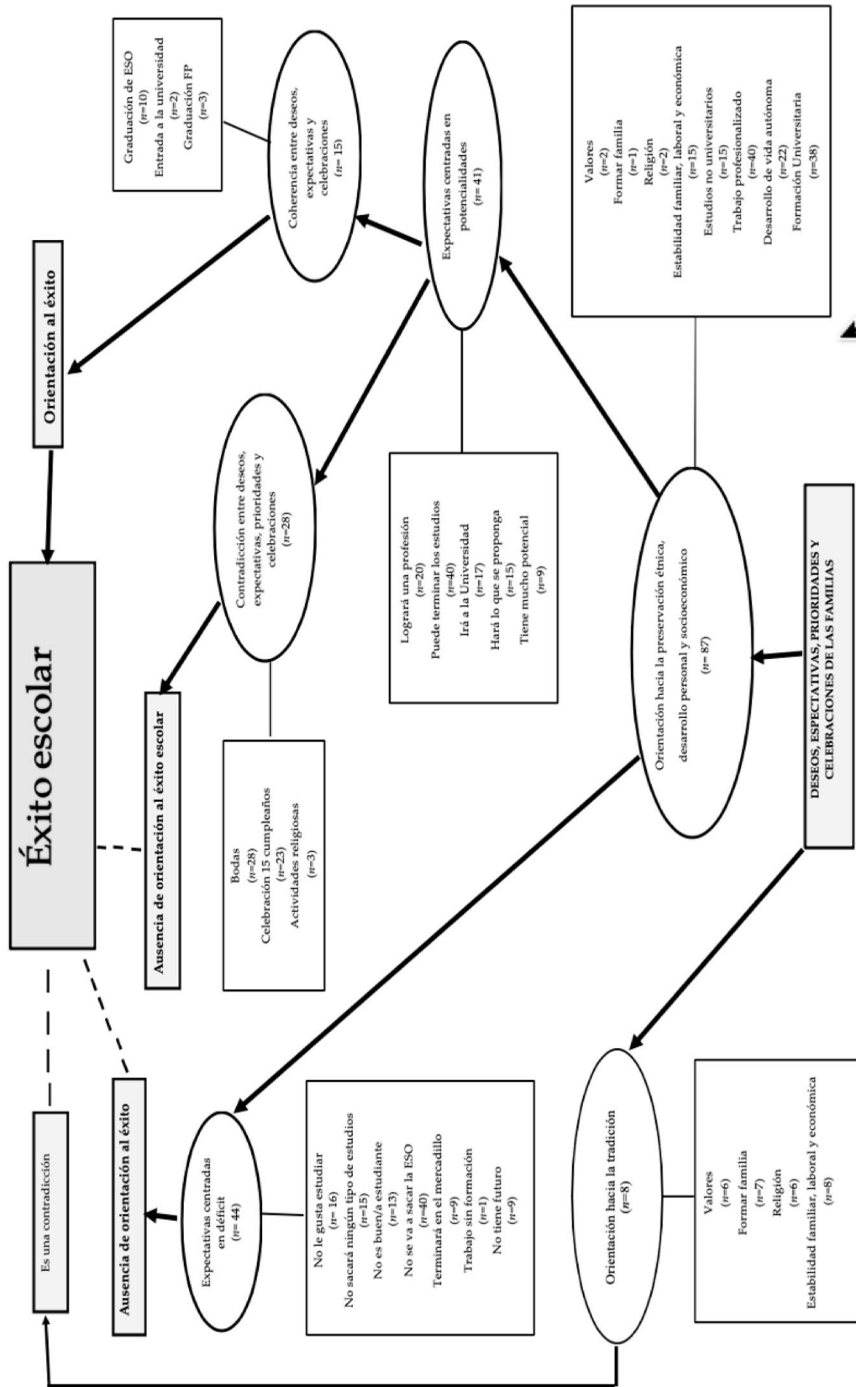 Éxito escolar
Es una contradicción
Ausencia de orientación al éxito
Ausencia de orientación al éxito escolar
Orientación al éxito
Expectativas centradas
en déficit
(n= 44)
No le gusta estudiar
(n= 16)
No sacará ningún tipo de estudios
(n=15)
No es buen/a estudiante
(n=13)
No se va a sacar la ESO
(n=40)
Terminará en el mercadillo
(n=9)
Trabajo sin formación
(n=1)
No tiene futuro
(n=9)
Bodas
(n=28)
Celebración 15 cumpleaños
(n=23)
Actividades religiosas
(n=3)
Contradicción entre deseos,
expectativas, prioridades y
celebraciones
(n=28)
Coherencia entre deseos,
expectativas y
celebraciones
(n= 15)
Graduación de ESO
(n=10)
Entrada a la universidad
(n=2)
Graduación FP
(n=3)
Logrará una profesión
(n=20)
Puede terminar los estudios
(n=40)
Irá a la Universidad
(n=17)
Hará lo que se proponga
(n=15)
Tiene mucho potencial
(n=9)
Expectativas centradas en
potencialidades
(n= 41)
Orientación hacia la tradición
(n=8)
Valores
(n=6)
Formar familia
(n=7)
Religión
(n=6)
Estabilidad familiar, laboral y económica
(n=8)
Orientación hacia la preservación étnica,
desarrollo personal y socioeconómico
(n= 87)
Valores
(n=2)
Formar familia
(n=1)
Religión
(n=2)
Estabilidad familiar, laboral y económica
(n=15)
Estudios no universitarios
(n=15)
Trabajo profesionalizado
(n=40)
Desarrollo de vida autónoma
(n=22)
Formación Universitaria
(n=38)
DESEOS, ESPECTATIVAS, PRIORIDADES Y
CELEBRACIONES DE LAS FAMILIAS